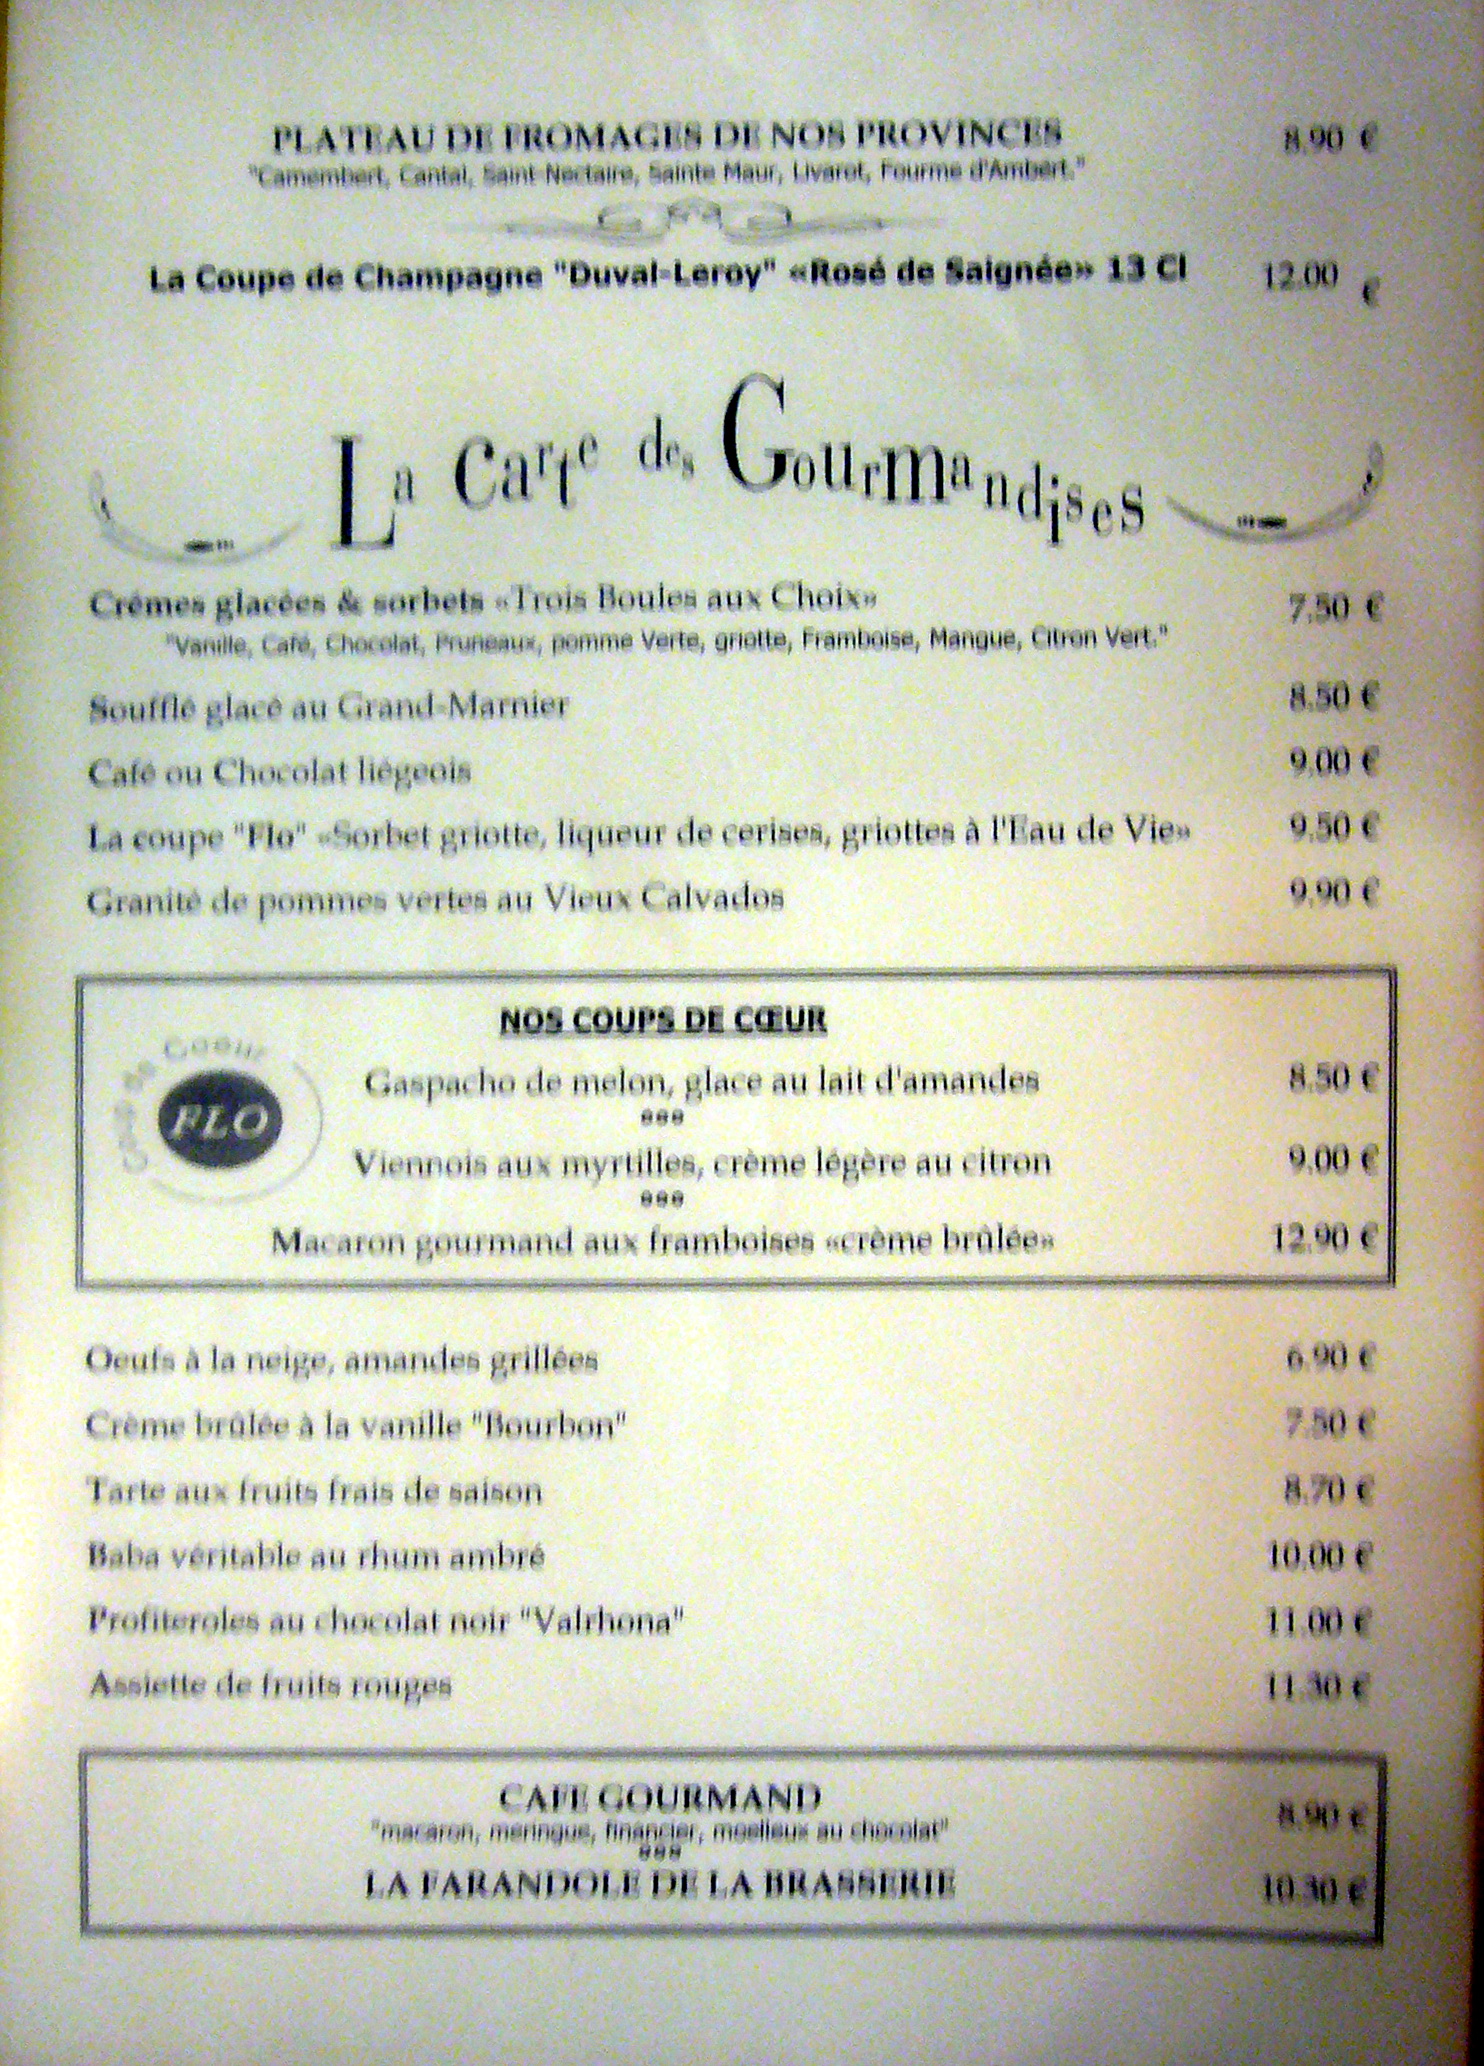 PLATEAU DE FROMAGES DE NOS PROVINCES 8.90 €
"Camembert, Cantal, Saint Nectaire, Sainte Maur, Livarot, Fourme d'Ambert."
La Coupe de Champagne "Duval-Leroy" «Rosé de Saignée» 13 Cl 12.00 €
La Carte des Gourmandises
Crèmes glacées & sorbets «Trois Boules aux Choix» 7.50 €
"Vanille, Café, Chocolat, Pruneaux, pomme Verte, griotte, Framboise, Mangue, Citron Vert."
Soufflé glacé au Grand-Marnier 8.50 €
Café ou Chocolat liégeois 9.00 €
La coupe "Flo" «Sorbet griotte, liqueur de cerises, griottes à l'Eau de Vie» 9.50 €
Granité de pommes vertes au Vieux Calvados 9.90 €
NOS COUPS DE CŒUR
Coup de Coeur
FLO
Gaspacho de melon, glace au lait d'amandes 8.50 €
Viennois aux myrtilles, crème légère au citron 9.00 €
Macaron gourmand aux framboises «crème brûlée» 12.90 €
Oeufs à la neige, amandes grillées 6.90 €
Crème brûlée à la vanille "Bourbon" 7.50 €
Tarte aux fruits frais de saison 8.70 €
Baba véritable au rhum ambré 10.00 €
Profiteroles au chocolat noir "Valrhona" 11.00 €
Assiette de fruits rouges 11.30 €
CAFE GOURMAND 8.90 €
"macaron, meringue, financier, moelleux au chocolat"
LA FARANDOLE DE LA BRASSERIE 10.30 €